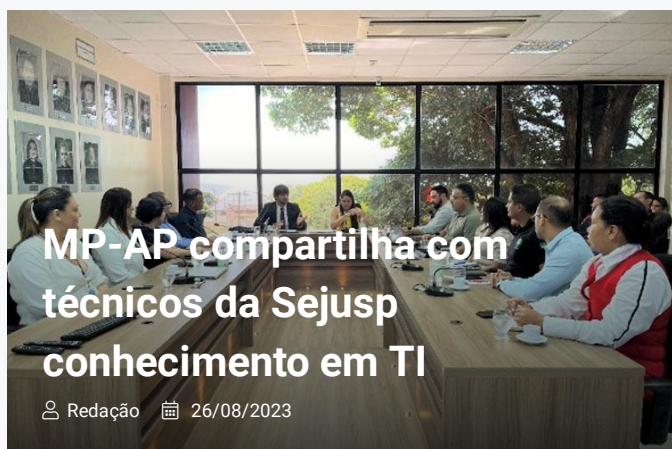 MP-AP compartilha com
técnicos da Sejusp
conhecimento em TI
Redação 26/08/2023